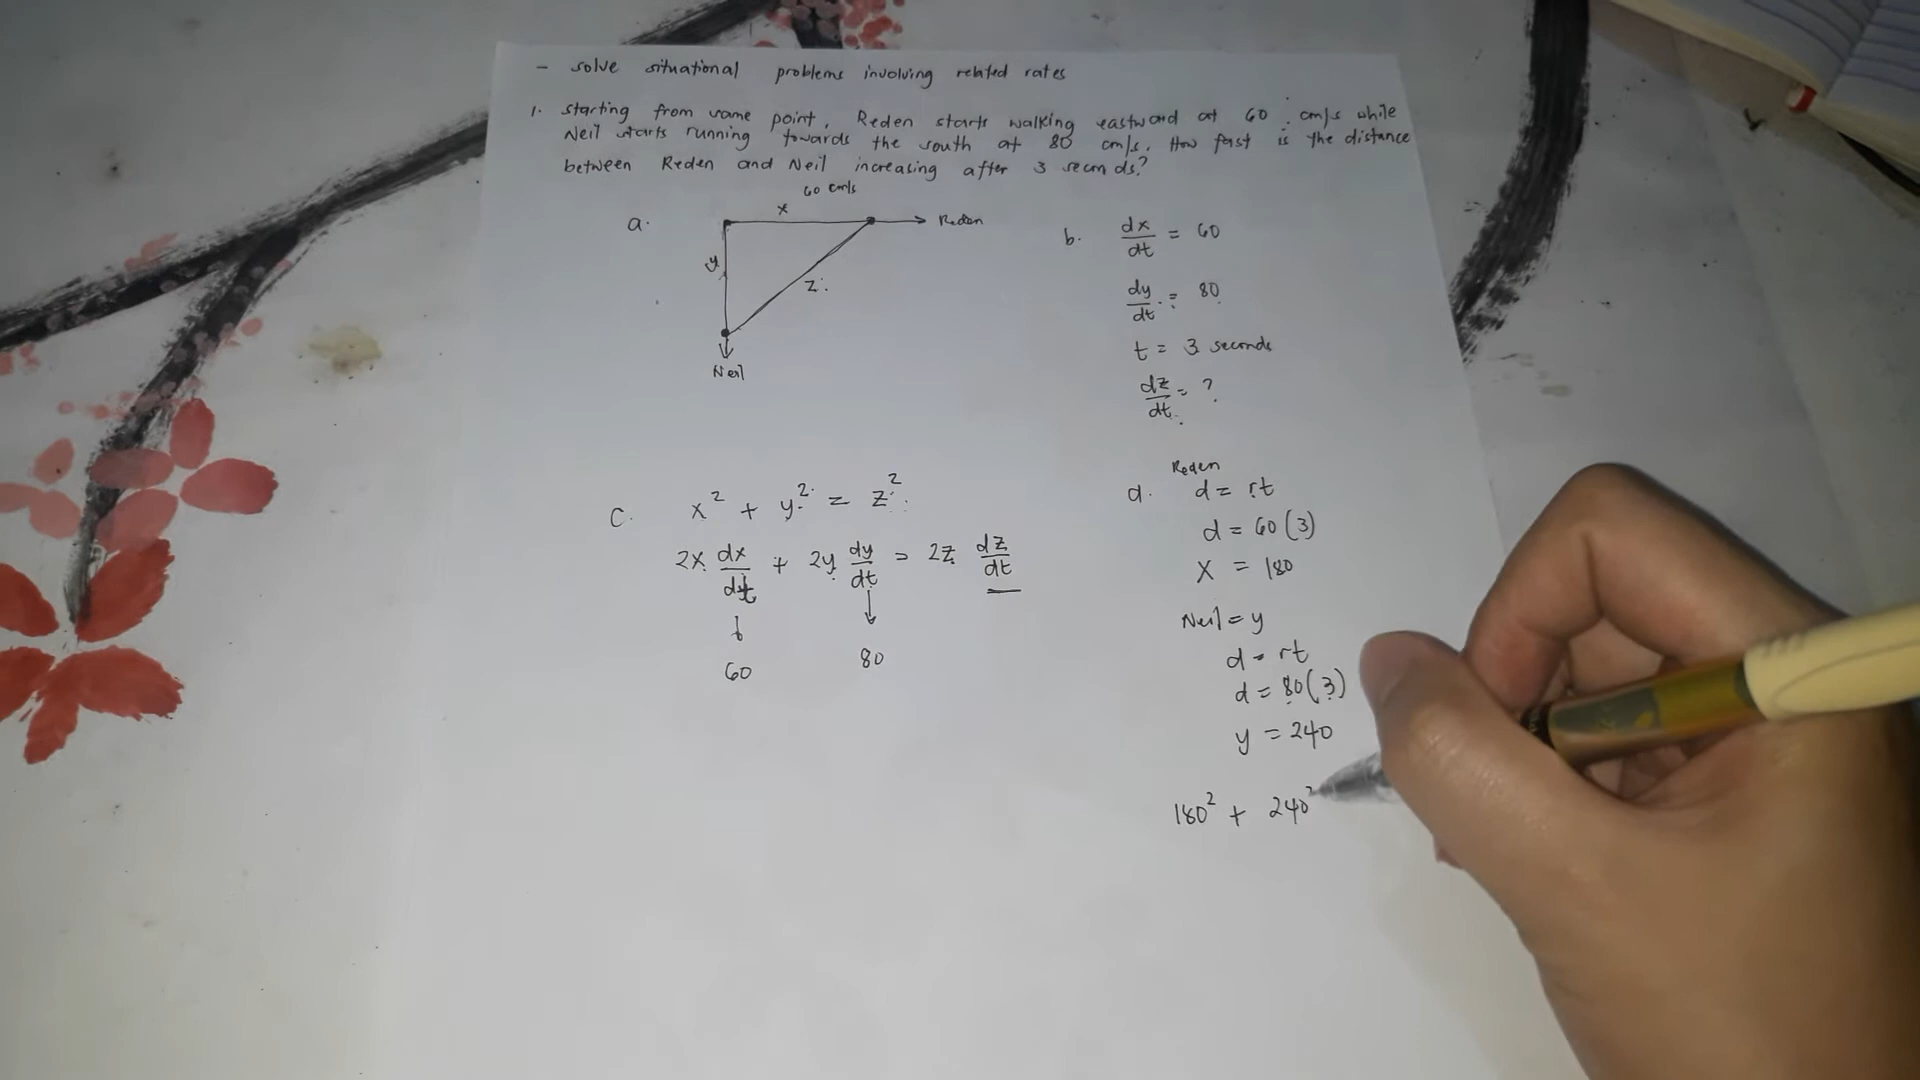 - solve situational problems involving related rates
1. Starting from same point, Reden starts walking eastward at 60 cm/s while
Neil starts running towards the south at 80 cm/s. How fast is the distance
between Reden and Neil increasing after 3 seconds?
60 cm/s
a.
x
Reden
y
z
Neil
b. dx/dt = 60
dy/dt = 80
t = 3 seconds
dz/dt = ?
c. x² + y² = z²
2x dx/dt + 2y dy/dt = 2z dz/dt
60
80
Reden
d. d = rt
d = 60(3)
x = 180
Neil = y
d = rt
d = 80(3)
y = 240
180² + 240²